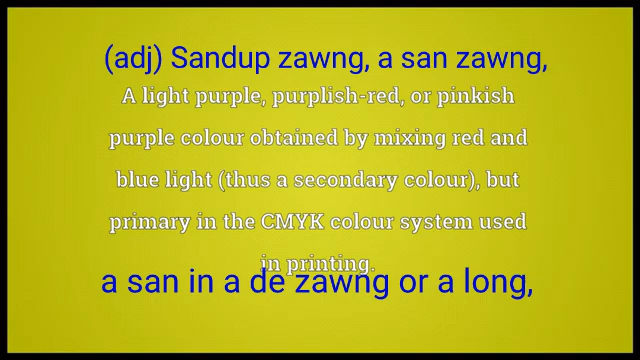 (adj) Sandup zawng, a san zawng,
A light purple, purplish-red, or pinkish
purple colour obtained by mixing red and
blue light (thus a secondary colour), but
primary in the CMYK colour system used
in printing.
a san in a de zawng or a long,